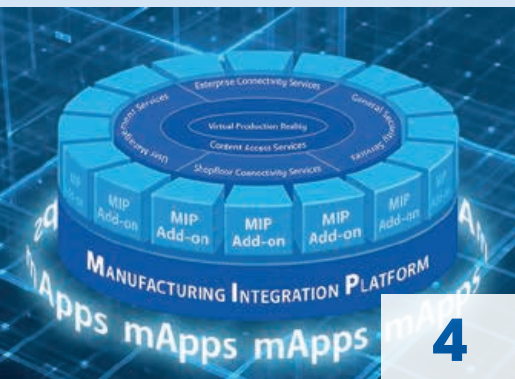 Enterprise Connectivity Services
User Management Services
General Security Services
Virtual Production Reality
Content Access Services
Shopfloor Connectivity Services
MIP
Add-on
MIP
Add-on
MIP
Add-on
MIP
Add-on
MIP
Add-on
MIP
Add-on
MIP
Add-on
MANUFACTURING INTEGRATION PLATFORM
mApps mApps mApps mApps
4